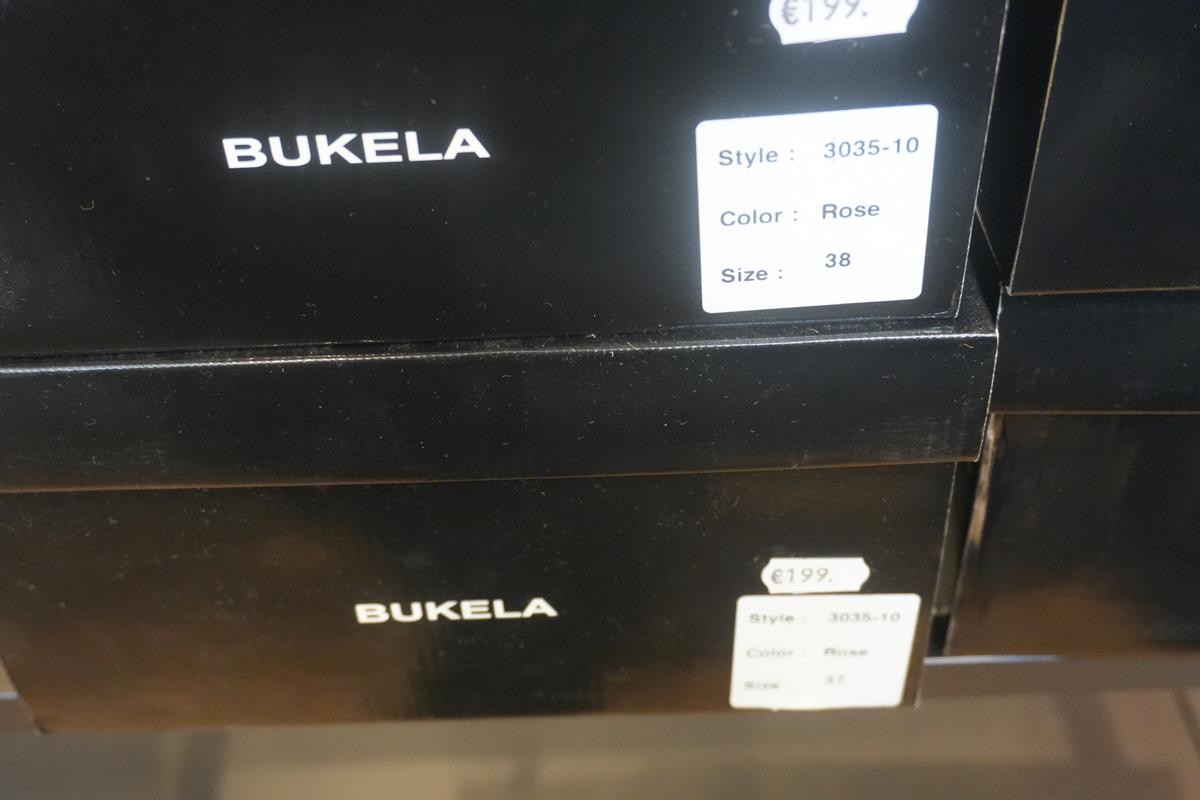 €199.
BUKELA
Style : 3035-10
Color : Rose
Size : 38
€199.
BUKELA
Style : 3035-10
Color : Rose
Size : 37